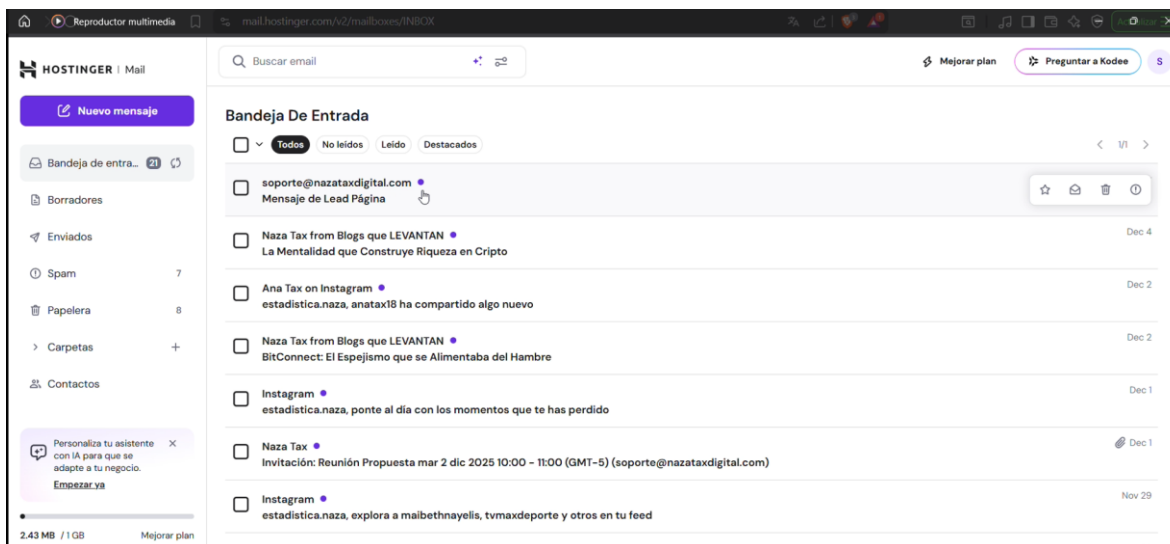 Reproductor multimedia
mail.hostinger.com/v2/mailboxes/INBOX
HOSTINGER | Mail
Buscar email
Mejorar plan
Preguntar a Kodee
S
Nuevo mensaje
Bandeja de entra... 21
Borradores
Enviados
Spam 7
Papelera 8
Carpetas +
Contactos
Personaliza tu asistente
con IA para que se
adapte a tu negocio.
Empezar ya
2.43 MB / 1 GB Mejorar plan
Bandeja De Entrada
Todos No leídos Leído Destacados
1/1
soporte@nazataxdigital.com
Mensaje de Lead Página
Naza Tax from Blogs que LEVANTAN Dec 4
La Mentalidad que Construye Riqueza en Cripto
Ana Tax on Instagram Dec 2
estadistica.naza, anatax18 ha compartido algo nuevo
Naza Tax from Blogs que LEVANTAN Dec 2
BitConnect: El Espejismo que se Alimentaba del Hambre
Instagram Dec 1
estadistica.naza, ponte al día con los momentos que te has perdido
Naza Tax Dec 1
Invitación: Reunión Propuesta mar 2 dic 2025 10:00 - 11:00 (GMT-5) (soporte@nazataxdigital.com)
Instagram Nov 29
estadistica.naza, explora a maibethnayelis, tvmaxdeporte y otros en tu feed